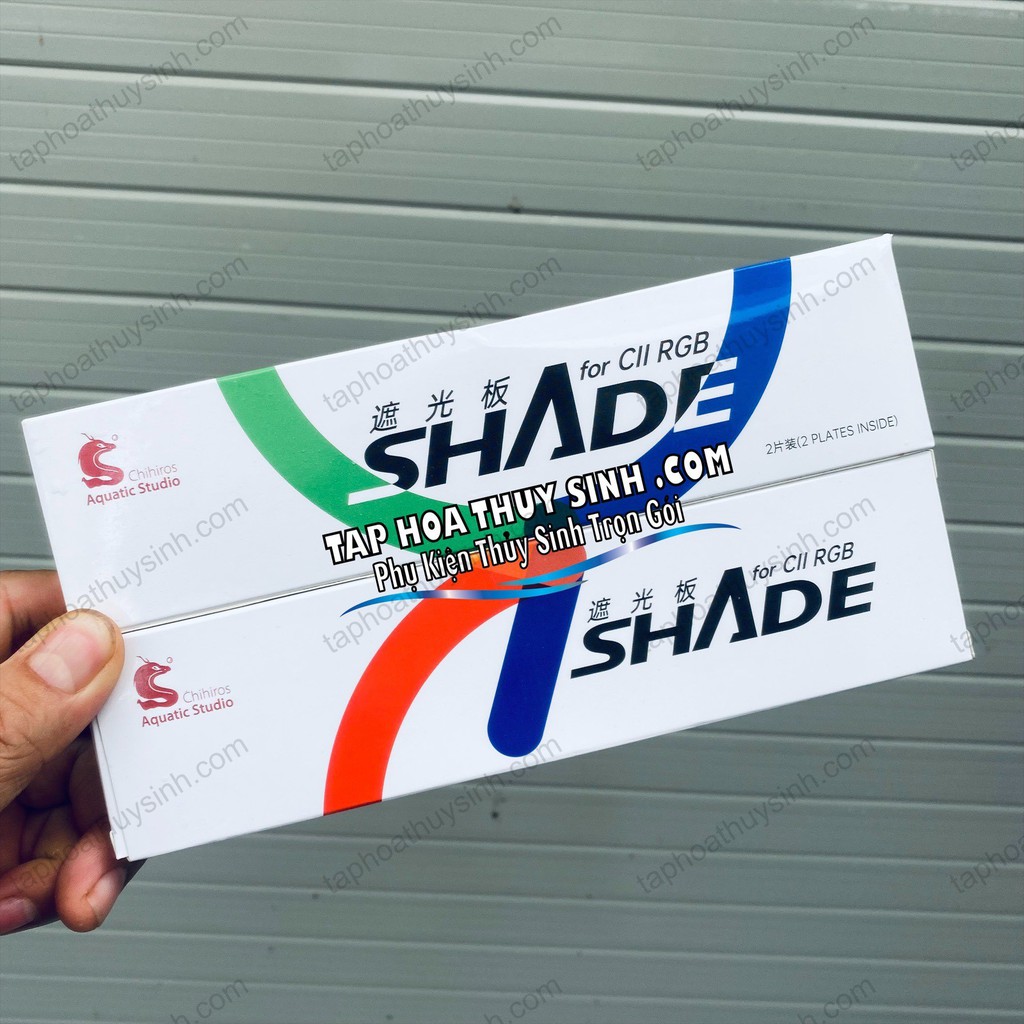 for CII RGB
遮光板
SHADE
Chihiros
Aquatic Studio
2片装(2 PLATES INSIDE)
TAP HOA THUY SINH .COM
Phụ Kiện Thủy Sinh Trọn Gói
for CII RGB
遮光板
SHADE
Chihiros
Aquatic Studio
taphoathuysinh.com